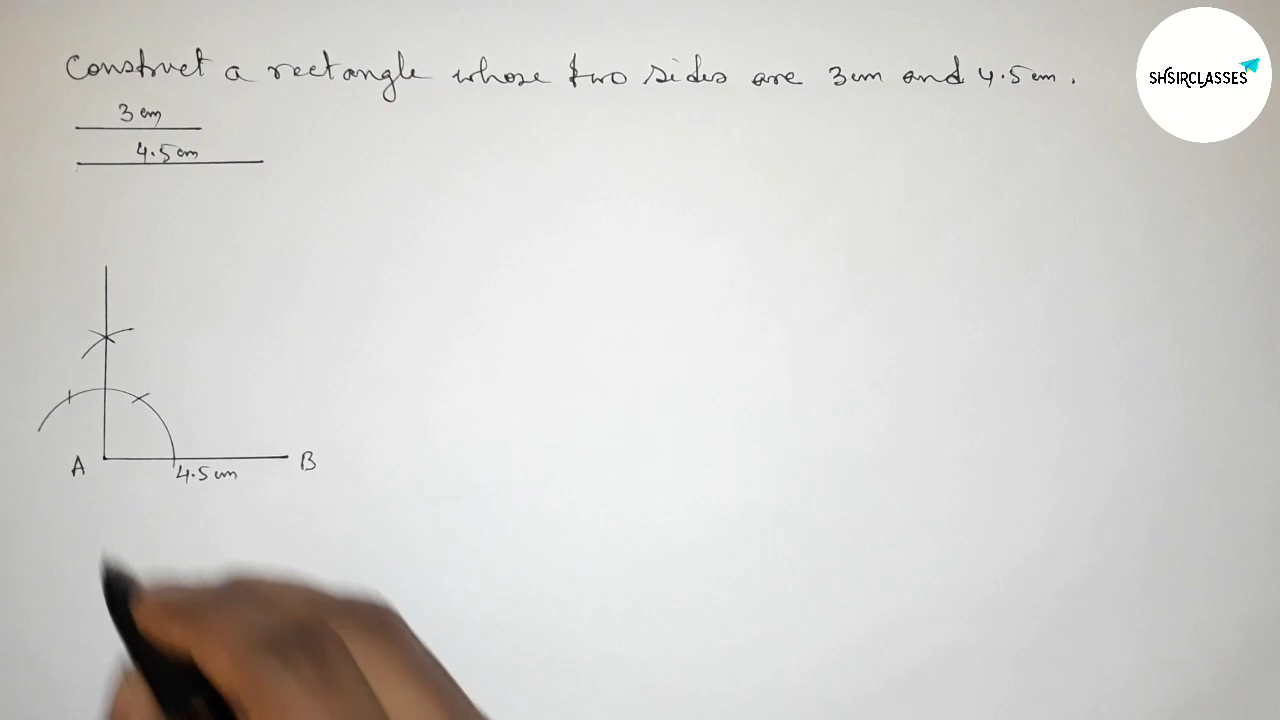 Construct a rectangle whose two sides are 3cm and 4.5cm.
SHSIRCLASSES
3cm
4.5cm
A
B
4.5cm